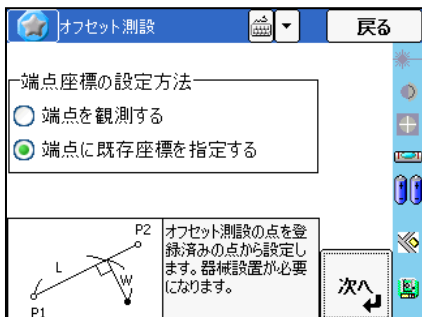 オフセット測設
戻る
端点座標の設定方法
端点を観測する
端点に既存座標を指定する
P2
L
W
P1
オフセット測設の点を登
録済みの点から設定し
ます。器械設置が必要
になります。
次へ